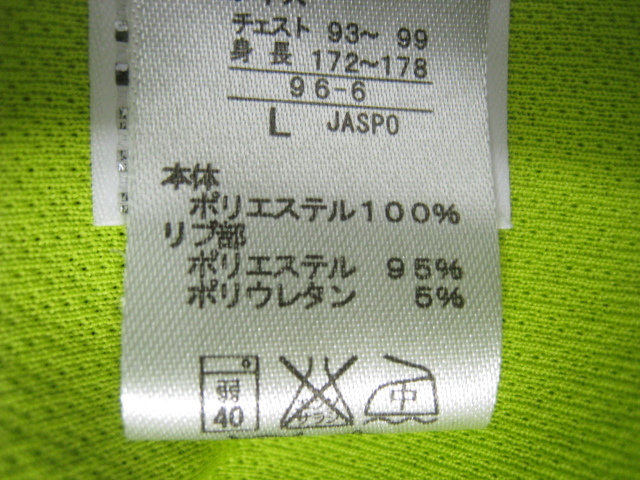 チェスト 93～ 99
身長 172～178
96-6
L JASPO
本体
ポリエステル100%
リブ部
ポリエステル 95%
ポリウレタン 5%
弱
40
中